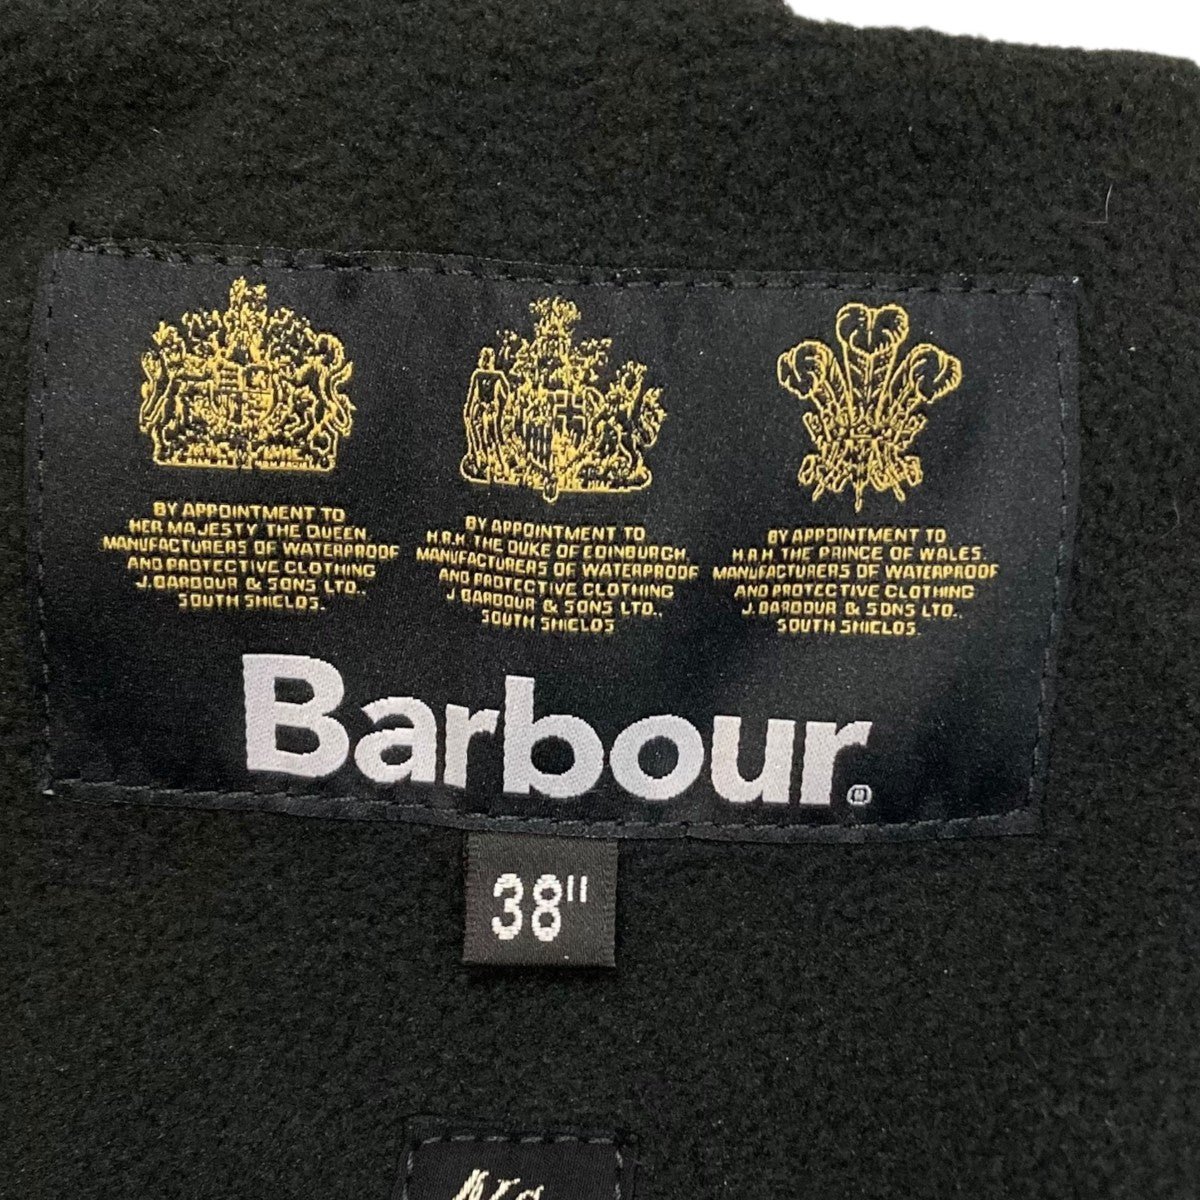 BY APPOINTMENT TO
HER MAJESTY THE QUEEN
MANUFACTURERS OF WATERPROOF
AND PROTECTIVE CLOTHING
J. BARBOUR & SONS LTD.,
SOUTH SHIELDS.
BY APPOINTMENT TO
H.R.H. THE DUKE OF EDINBURGH
MANUFACTURERS OF WATERPROOF
AND PROTECTIVE CLOTHING
J. BARBOUR & SONS LTD.,
SOUTH SHIELDS
BY APPOINTMENT TO
H.R.H. THE PRINCE OF WALES.
MANUFACTURERS OF WATERPROOF
AND PROTECTIVE CLOTHING
J. BARBOUR & SONS LTD.,
SOUTH SHIELDS.
Barbour®
38"